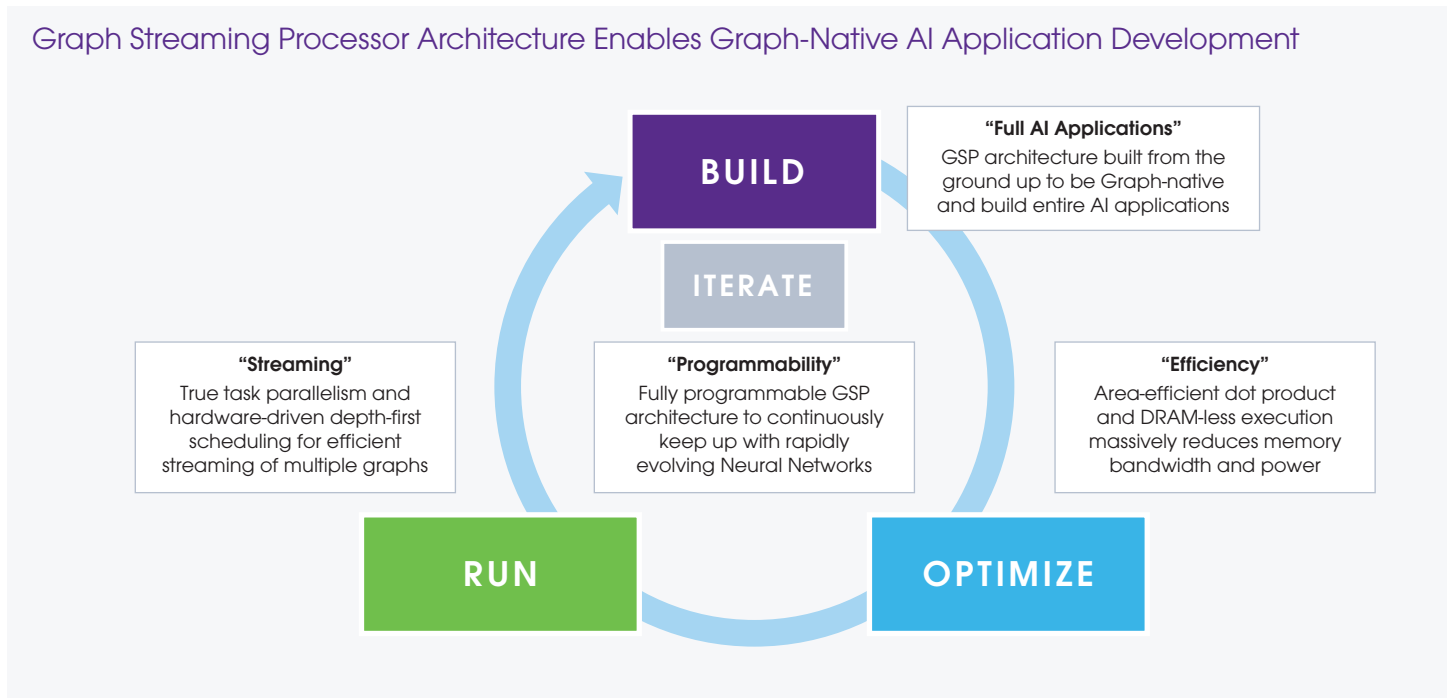 Graph Streaming Processor Architecture Enables Graph-Native AI Application Development
BUILD
“Full AI Applications”
GSP architecture built from the
ground up to be Graph-native
and build entire AI applications
ITERATE
“Streaming”
True task parallelism and
hardware-driven depth-first
scheduling for efficient
streaming of multiple graphs
“Programmability”
Fully programmable GSP
architecture to continuously
keep up with rapidly
evolving Neural Networks
“Efficiency”
Area-efficient dot product
and DRAM-less execution
massively reduces memory
bandwidth and power
RUN
OPTIMIZE